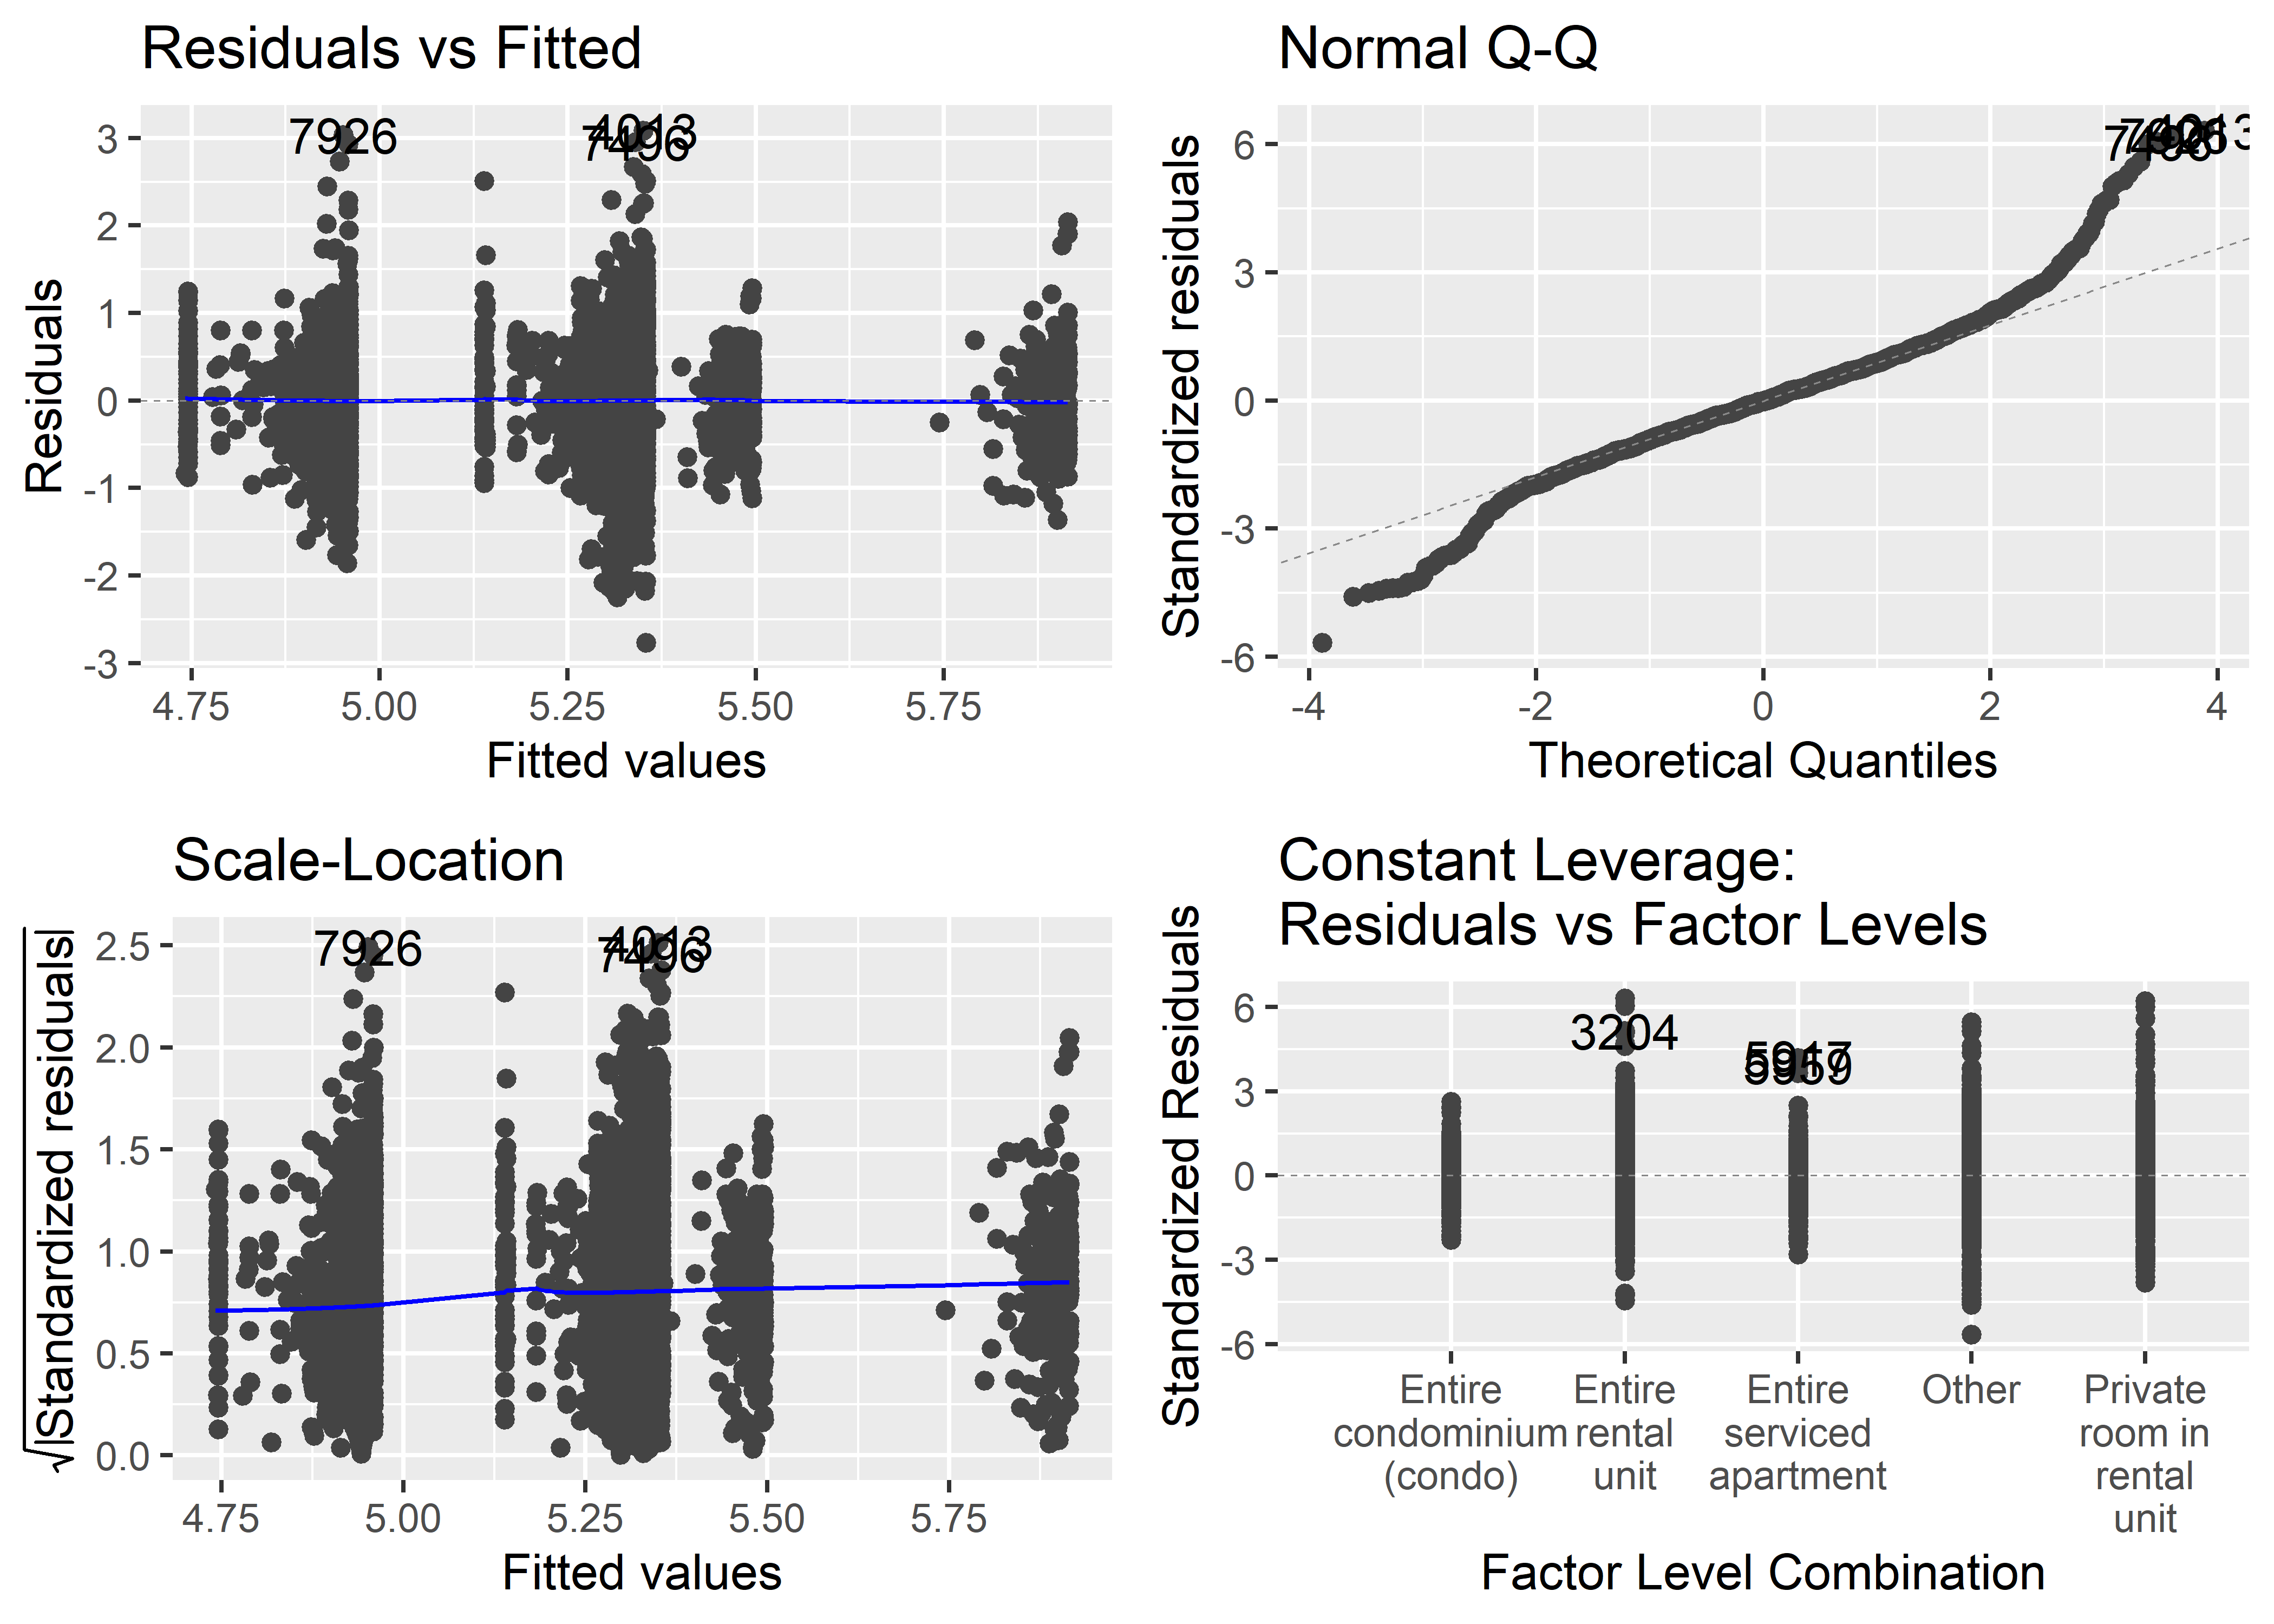 Residuals vs Fitted
Residuals
3
2
1
0
-1
-2
-3
7926
4013
7496
4.75
5.00
5.25
5.50
5.75
Fitted values
Normal Q-Q
Standardized residuals
6
3
0
-3
-6
4013
7926
7496
-4
-2
0
2
4
Theoretical Quantiles
Scale-Location
√|Standardized residuals|
2.5
2.0
1.5
1.0
0.5
0.0
7926
4013
7496
4.75
5.00
5.25
5.50
5.75
Fitted values
Constant Leverage:
Residuals vs Factor Levels
Standardized Residuals
6
3
0
-3
-6
3204
5959
Entire
condominium
(condo)
Entire
rental
unit
Entire
serviced
apartment
Other
Private
room in
rental
unit
Factor Level Combination